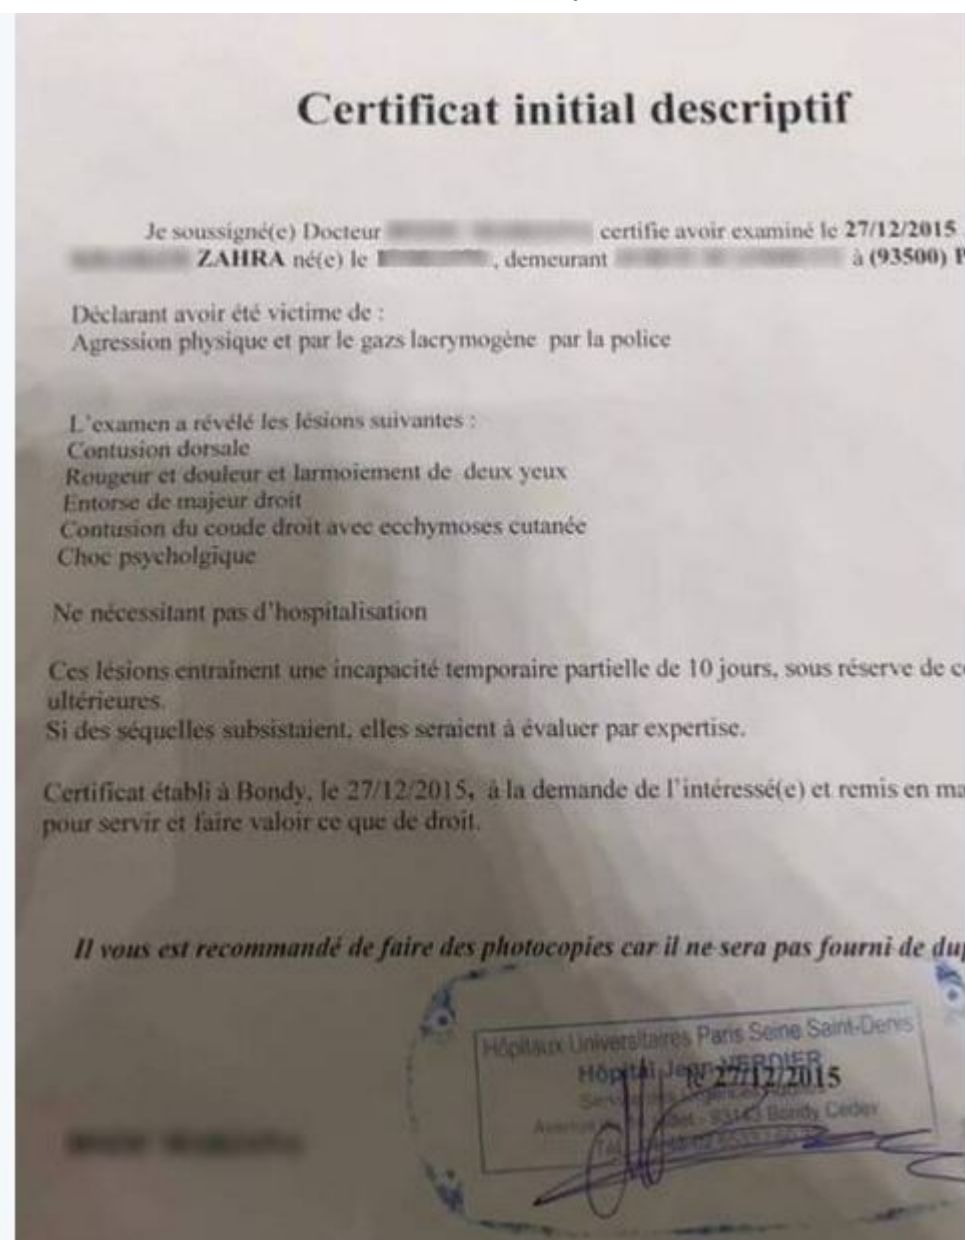 Certificat initial descriptif
Je soussigné(e) Docteur certifie avoir examiné le 27/12/2015
ZAHRA né(e) le , demeurant à (93500) P
Déclarant avoir été victime de :
Agression physique et par le gazs lacrymogène par la police
L'examen a révélé les lésions suivantes :
Contusion dorsale
Rougeur et douleur et larmoiement de deux yeux
Entorse de majeur droit
Contusion du coude droit avec ecchymoses cutanée
Choc psycholgique
Ne nécessitant pas d'hospitalisation
Ces lésions entraînent une incapacité temporaire partielle de 10 jours, sous réserve de
ultérieures.
Si des séquelles subsistaient, elles seraient à évaluer par expertise.
Certificat établi à Bondy, le 27/12/2015, à la demande de l'intéressé(e) et remis en
pour servir et faire valoir ce que de droit.
Il vous est recommandé de faire des photocopies car il ne sera pas fourni de
Hôpitaux Universitaires Paris Seine Saint-Denis
Hôpital Jean VERDIER
le 27/12/2015
93143 Bondy Cedex